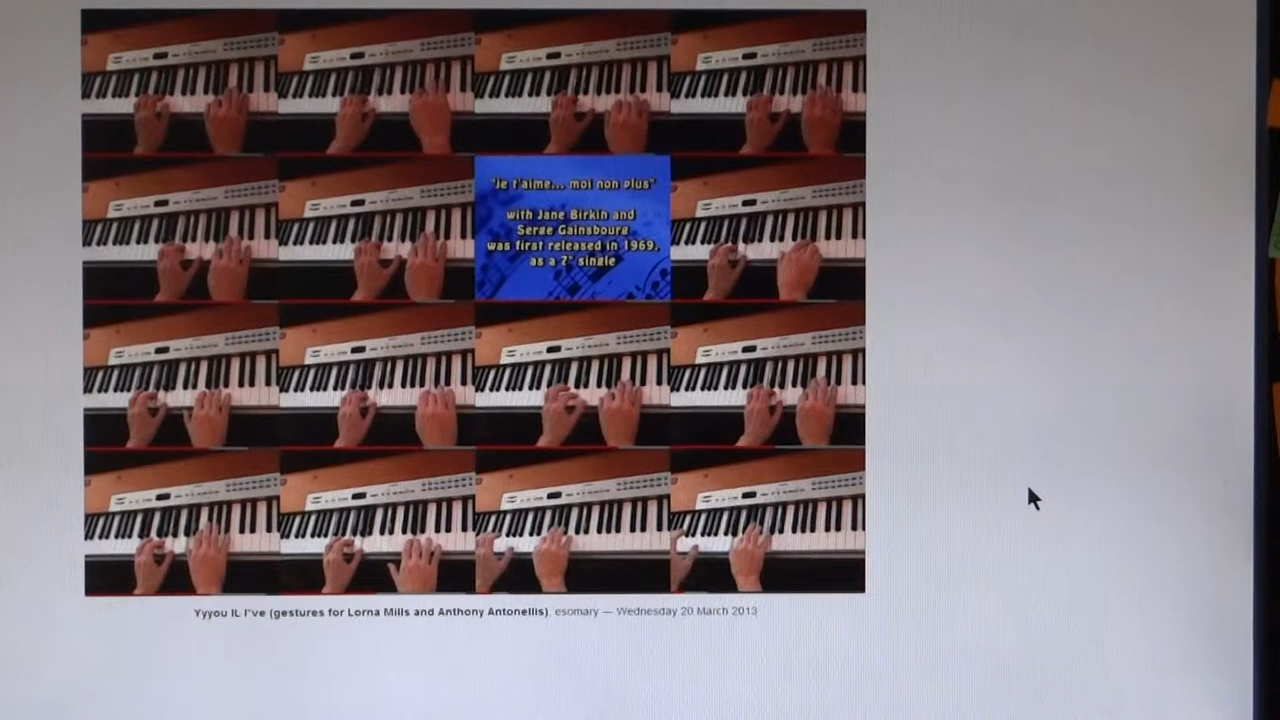 "Je t'aime... moi non plus"
with Jane Birkin and
Serge Gainsbourg
was first released in 1969,
as a 7" single
Yyyou IL I"ve (gestures for Lorna Mills and Anthony Antonellis), esomary — Wednesday 20 March 2013